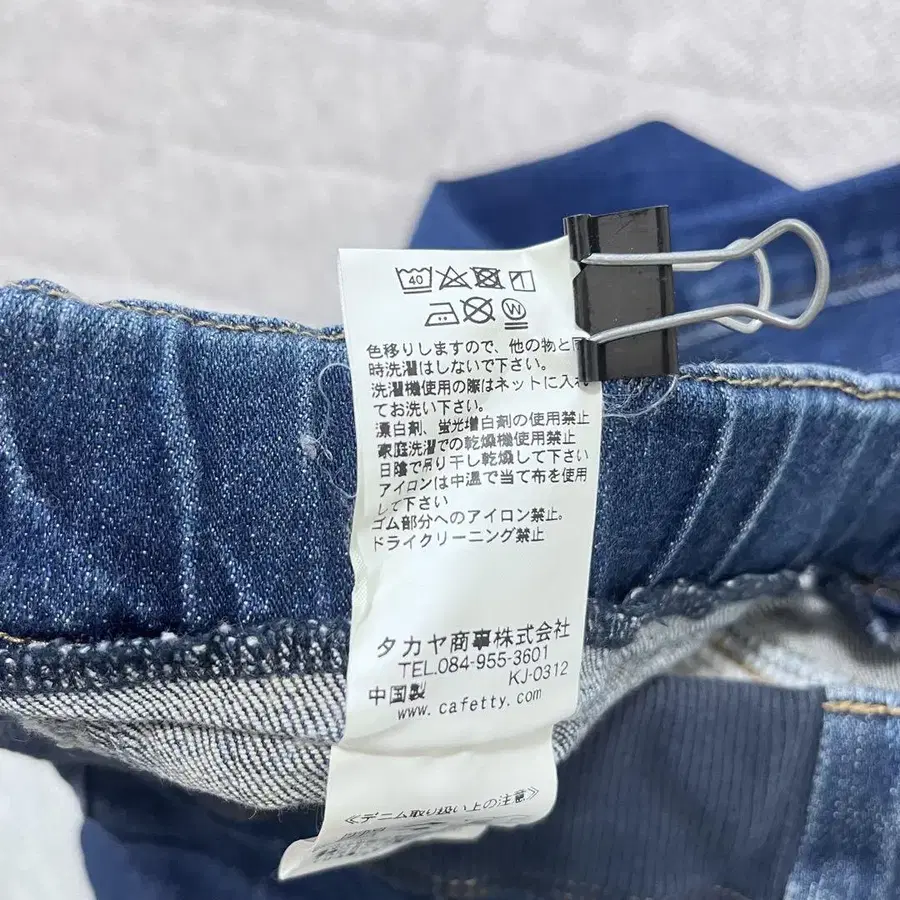 40
W
色移りしますので、他の物と同
時洗濯はしないで下さい。
洗濯機使用の際はネットに入れ
てお洗い下さい。
漂白剤、蛍光増白剤の使用禁止
家庭洗濯での乾燥機使用禁止
日陰で吊り干し乾燥して下さい
アイロンは中温で当て布を使用
して下さい
ゴム部分へのアイロン禁止。
ドライクリーニング禁止
タカヤ商事株式会社
TEL.084-955-3601
KJ-0312
中国製
www.cafetty.com
≪デニム取り扱い上の注意≫